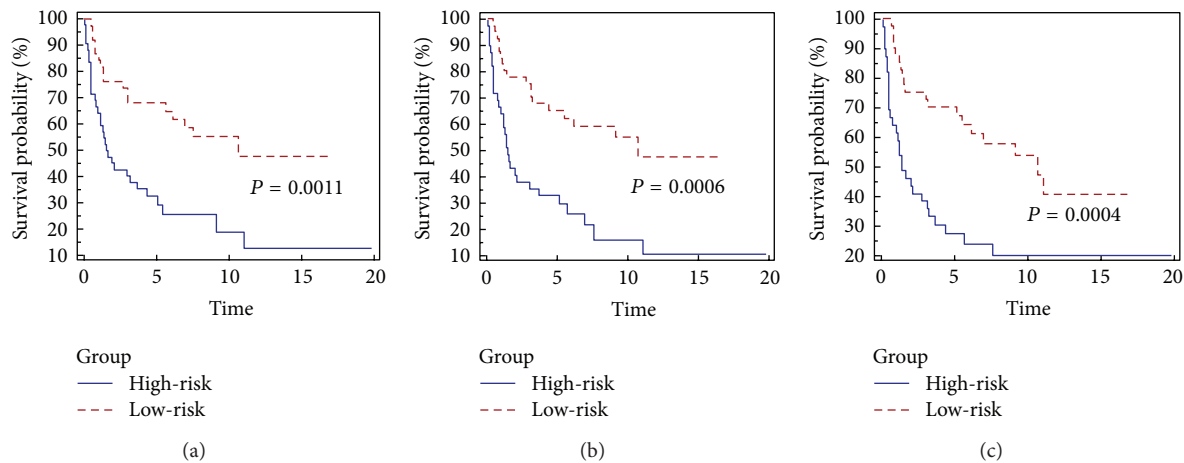 100
90
80
70
60
50
40
30
20
10
Survival probability (%)
P = 0.0011
0 5 10 15 20
Time
Group
High-risk
Low-risk
(a)
100
90
80
70
60
50
40
30
20
10
Survival probability (%)
P = 0.0006
0 5 10 15 20
Time
Group
High-risk
Low-risk
(b)
100
90
80
70
60
50
40
30
20
Survival probability (%)
P = 0.0004
0 5 10 15 20
Time
Group
High-risk
Low-risk
(c)